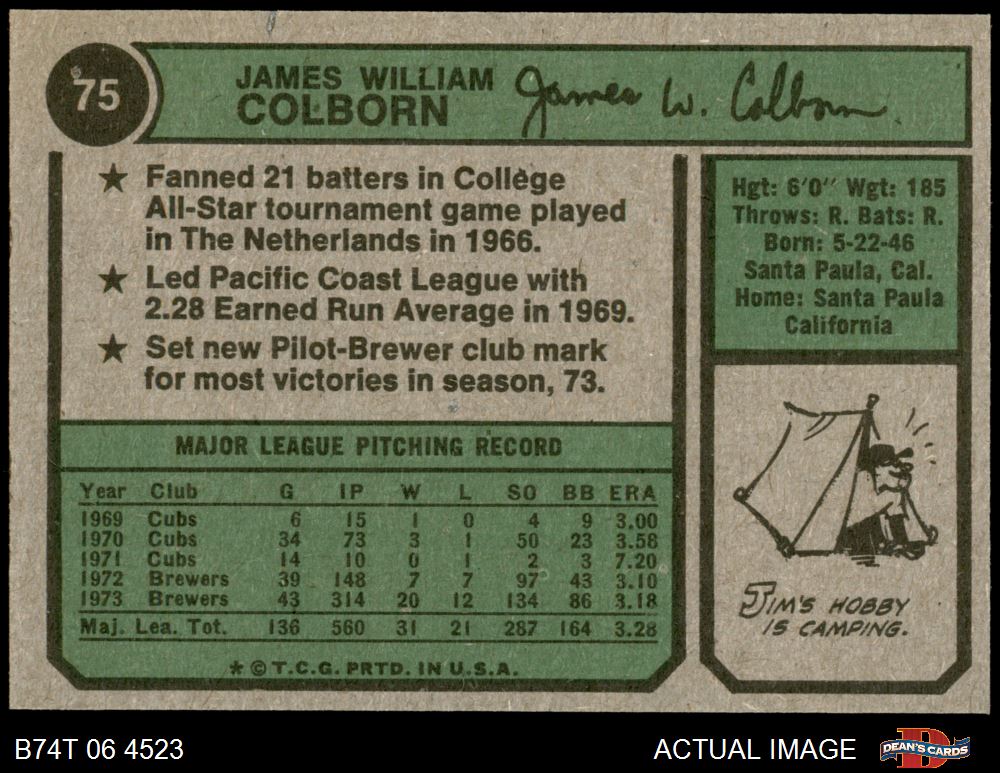 75
JAMES WILLIAM
COLBORN
James W. Colborn
★ Fanned 21 batters in College
All-Star tournament game played
in The Netherlands in 1966.
★ Led Pacific Coast League with
2.28 Earned Run Average in 1969.
★ Set new Pilot-Brewer club mark
for most victories in season, 73.
Hgt: 6'0" Wgt: 185
Throws: R. Bats: R.
Born: 5-22-46
Santa Paula, Cal.
Home: Santa Paula
California
MAJOR LEAGUE PITCHING RECORD
Year Club G IP W L SO BB ERA
1969 Cubs 6 15 1 0 4 9 3.00
1970 Cubs 34 73 3 1 50 23 3.58
1971 Cubs 14 10 0 1 2 3 7.20
1972 Brewers 39 148 7 7 97 43 3.10
1973 Brewers 43 314 20 12 134 86 3.18
Maj. Lea. Tot. 136 560 31 21 287 164 3.28
* © T.C.G. PRTD. IN U.S.A.
JIM'S HOBBY
IS CAMPING.
B74T 06 4523
ACTUAL IMAGE
DEAN'S CARDS